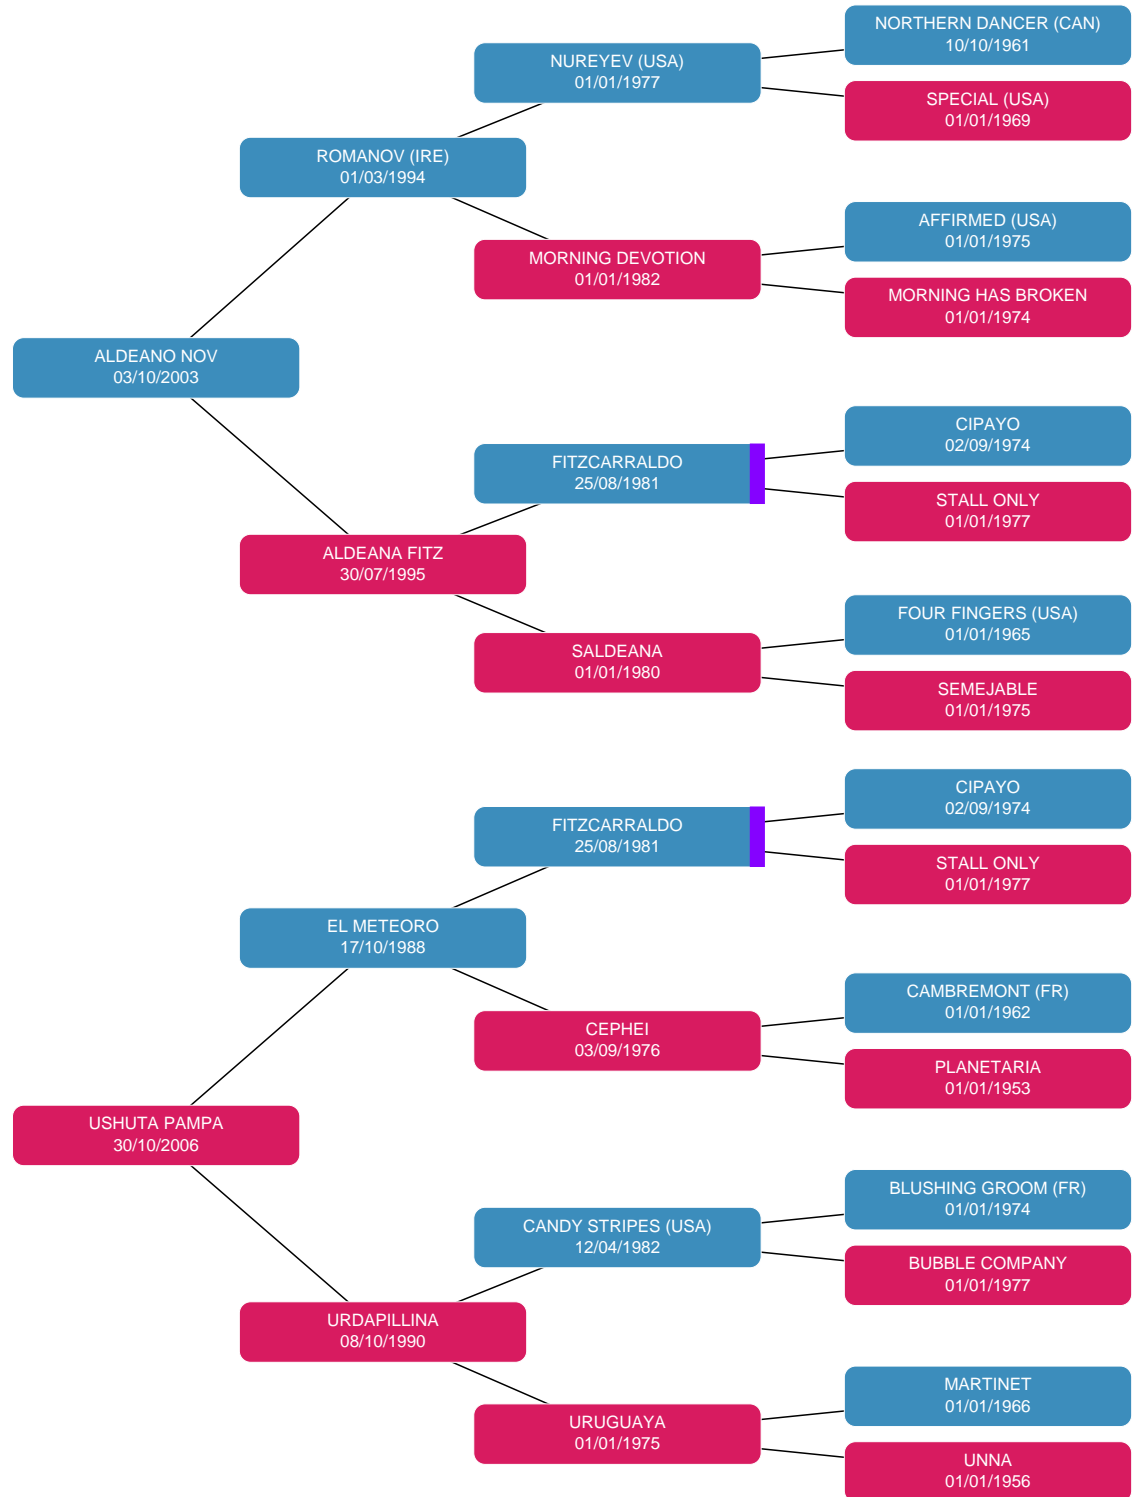 NORTHERN DANCER (CAN)
10/10/1961
NUREYEV (USA)
01/01/1977
SPECIAL (USA)
01/01/1969
ROMANOV (IRE)
01/03/1994
AFFIRMED (USA)
01/01/1975
MORNING DEVOTION
01/01/1982
MORNING HAS BROKEN
01/01/1974
ALDEANO NOV
03/10/2003
CIPAYO
02/09/1974
FITZCARRALDO
25/08/1981
STALL ONLY
01/01/1977
ALDEANA FITZ
30/07/1995
FOUR FINGERS (USA)
01/01/1965
SALDEANA
01/01/1980
SEMEJABLE
01/01/1975
CIPAYO
02/09/1974
FITZCARRALDO
25/08/1981
STALL ONLY
01/01/1977
EL METEORO
17/10/1988
CAMBREMONT (FR)
01/01/1962
CEPHEI
03/09/1976
PLANETARIA
01/01/1953
USHUTA PAMPA
30/10/2006
BLUSHING GROOM (FR)
01/01/1974
CANDY STRIPES (USA)
12/04/1982
BUBBLE COMPANY
01/01/1977
URDAPILLINA
08/10/1990
MARTINET
01/01/1966
URUGUAYA
01/01/1975
UNNA
01/01/1956